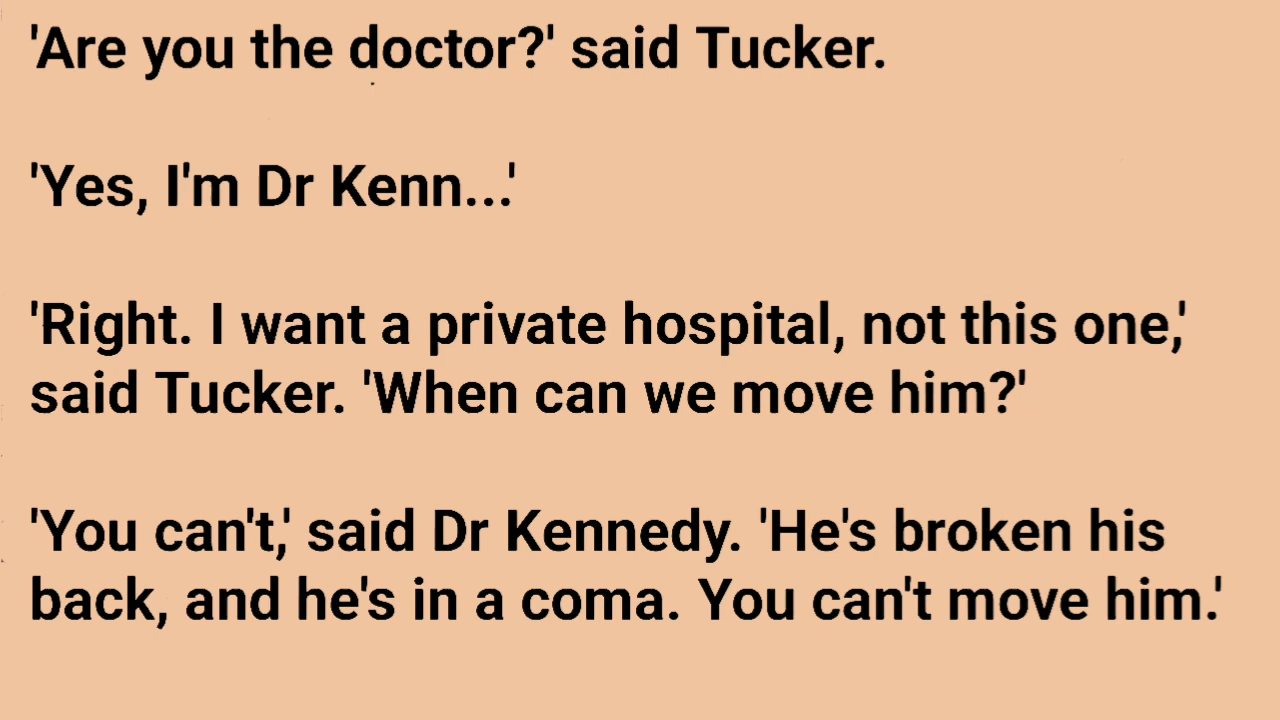 'Are you the doctor?' said Tucker.
'Yes, I'm Dr Kenn...'
'Right. I want a private hospital, not this one,'
said Tucker. 'When can we move him?'
'You can't,' said Dr Kennedy. 'He's broken his
back, and he's in a coma. You can't move him.'